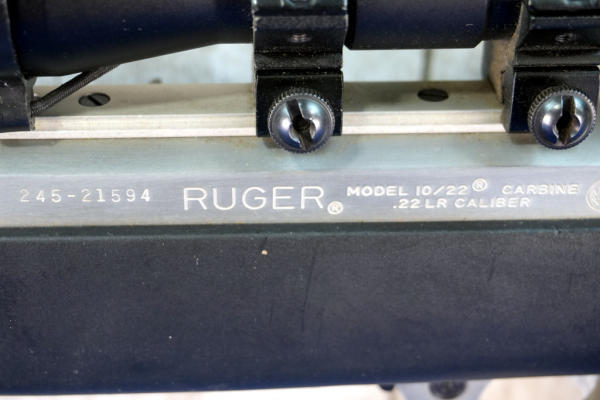 245-21594 RUGER® MODEL 10/22® CARBINE
.22 LR CALIBER